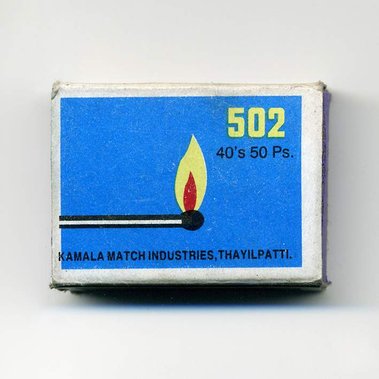 502
40's 50 Ps.
KAMALA MATCH INDUSTRIES, THAYILPATTI.